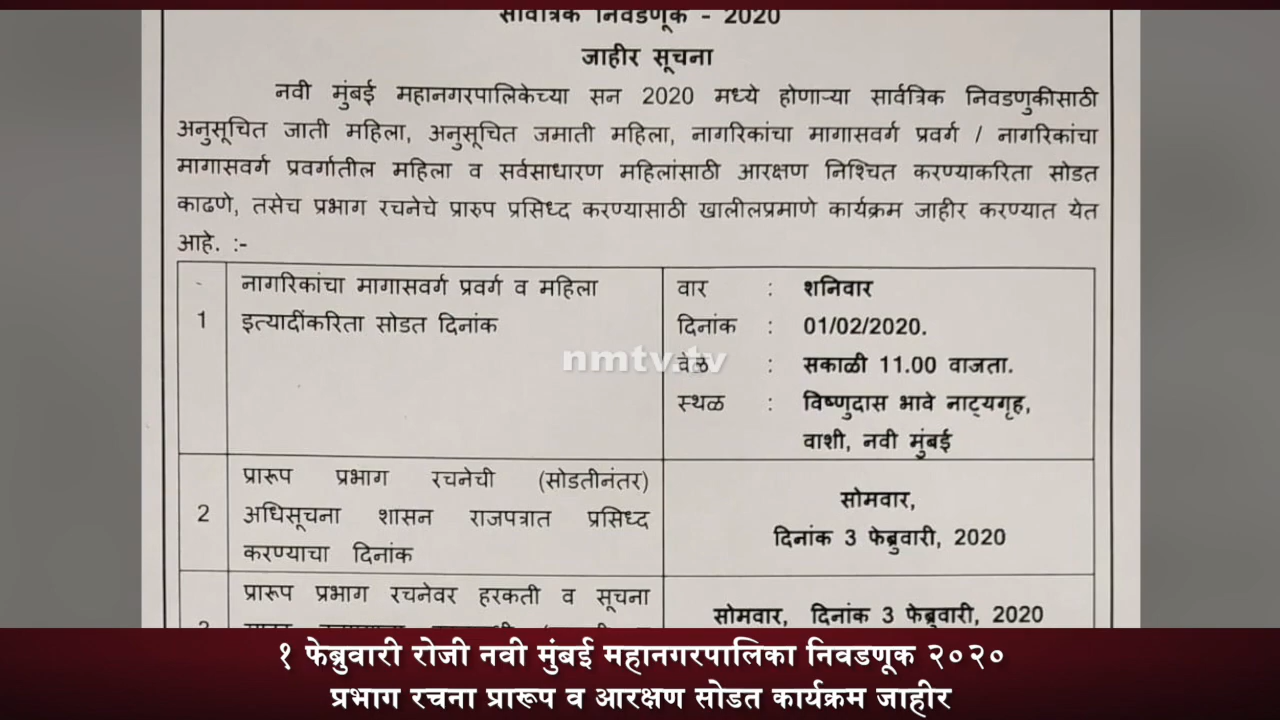 सार्वत्रिक निवडणूक - 2020
जाहीर सूचना
नवी मुंबई महानगरपालिकेच्या सन 2020 मध्ये होणाऱ्या सार्वत्रिक निवडणुकीसाठी
अनुसूचित जाती महिला, अनुसूचित जमाती महिला, नागरिकांचा मागासवर्ग प्रवर्ग / नागरिकांचा
मागासवर्ग प्रवर्गातील महिला व सर्वसाधारण महिलांसाठी आरक्षण निश्चित करण्याकरिता सोडत
काढणे, तसेच प्रभाग रचनेचे प्रारुप प्रसिध्द करण्यासाठी खालीलप्रमाणे कार्यक्रम जाहीर करण्यात येत
आहे. :-
1 नागरिकांचा मागासवर्ग प्रवर्ग व महिला
इत्यादींकरिता सोडत दिनांक
वार : शनिवार
दिनांक : 01/02/2020.
वेळ : सकाळी 11.00 वाजता.
स्थळ : विष्णुदास भावे नाट्यगृह,
वाशी, नवी मुंबई
nmtv.tv
2 प्रारूप प्रभाग रचनेची (सोडतीनंतर)
अधिसूचना शासन राजपत्रात प्रसिध्द
करण्याचा दिनांक
सोमवार,
दिनांक 3 फेब्रुवारी, 2020
प्रारूप प्रभाग रचनेवर हरकती व सूचना
सोमवार, दिनांक 3 फेब्रुवारी, 2020
१ फेब्रुवारी रोजी नवी मुंबई महानगरपालिका निवडणूक २०२०
प्रभाग रचना प्रारूप व आरक्षण सोडत कार्यक्रम जाहीर